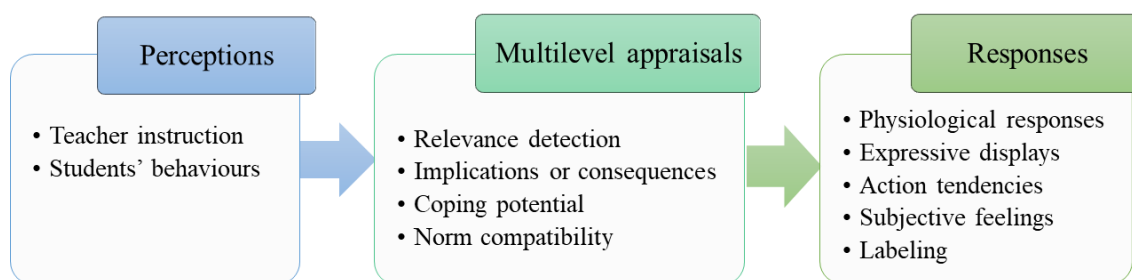 Perceptions
• Teacher instruction
• Students’ behaviours
Multilevel appraisals
• Relevance detection
• Implications or consequences
• Coping potential
• Norm compatibility
Responses
• Physiological responses
• Expressive displays
• Action tendencies
• Subjective feelings
• Labeling